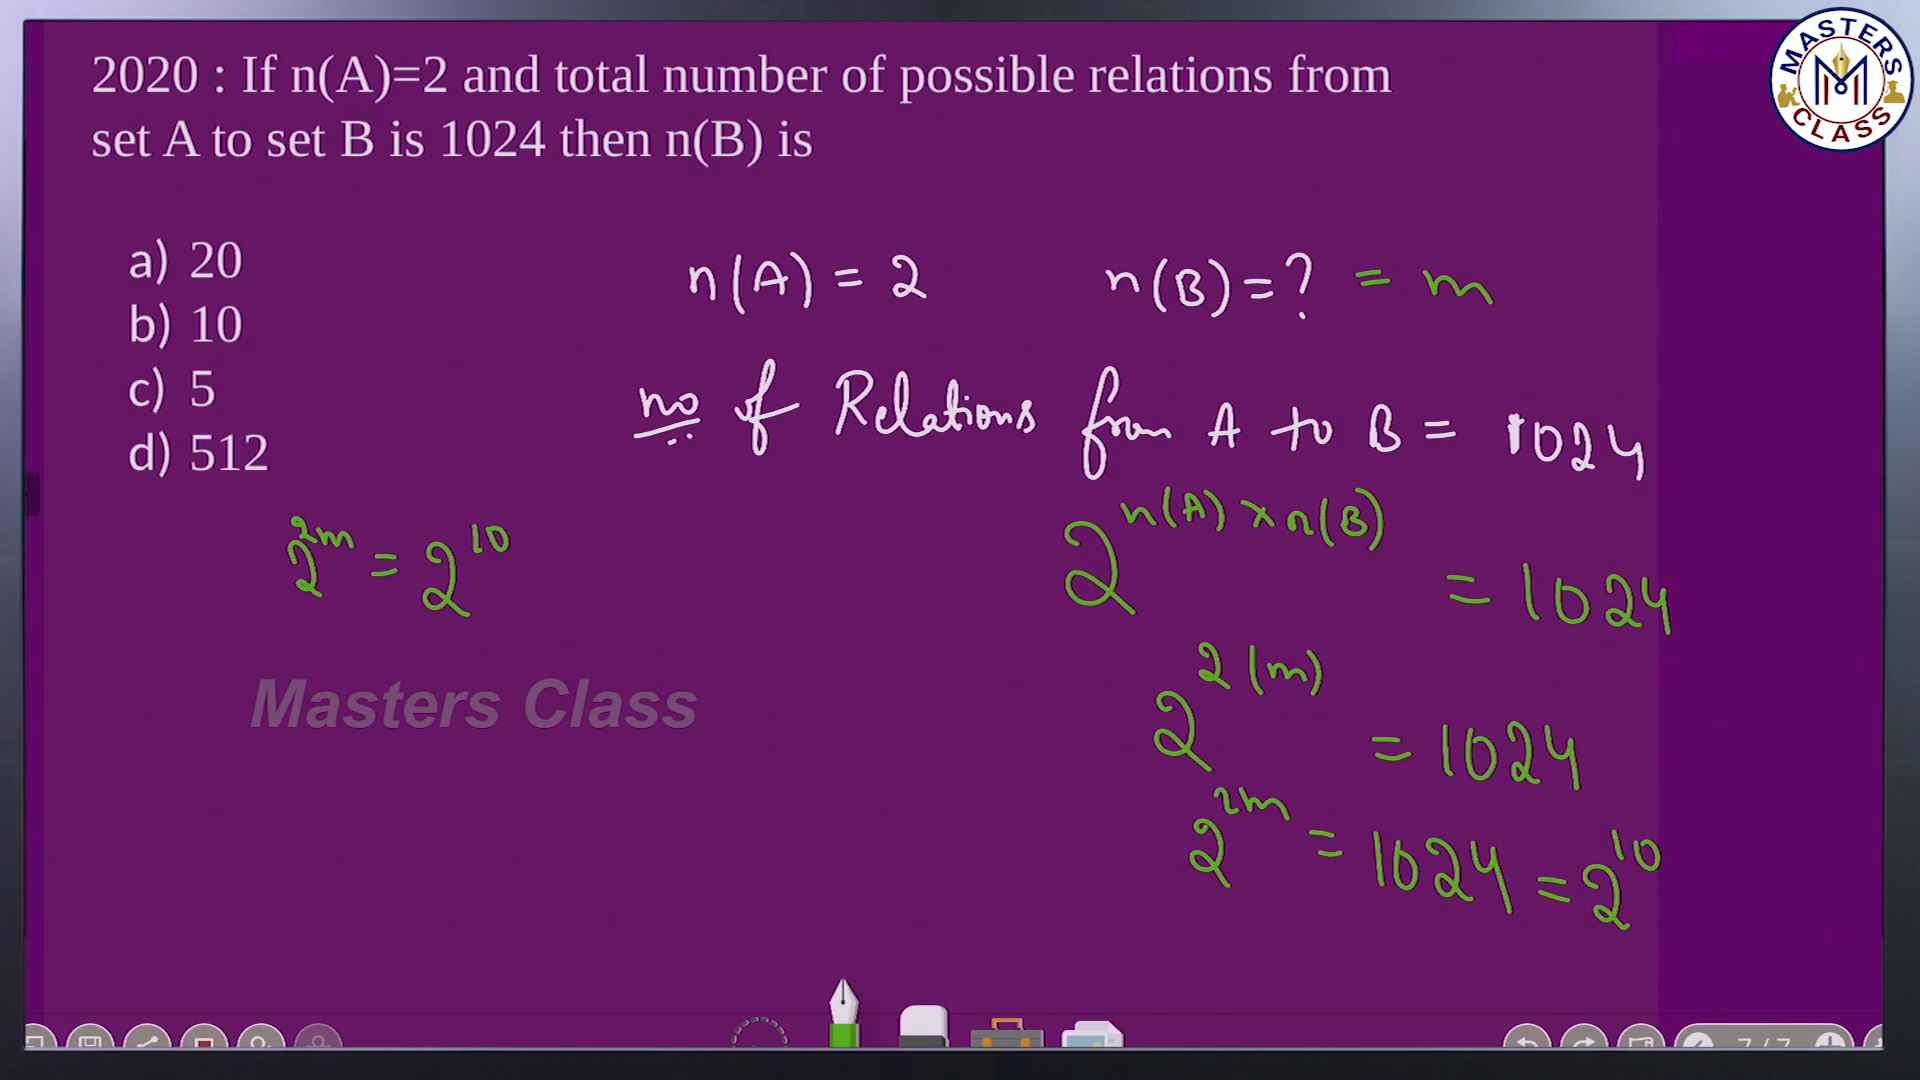 2020 : If n(A)=2 and total number of possible relations from
set A to set B is 1024 then n(B) is
a) 20
b) 10
c) 5
d) 512
n(A) = 2
n(B) = ? = m
no of Relations from A to B = 1024
2^{n(A) × n(B)} = 1024
2^{2m} = 2^{10}
2^{2(m)} = 1024
2^{2m} = 1024 = 2^{10}
Masters Class
MASTERS
M
CLASS
7 / 7